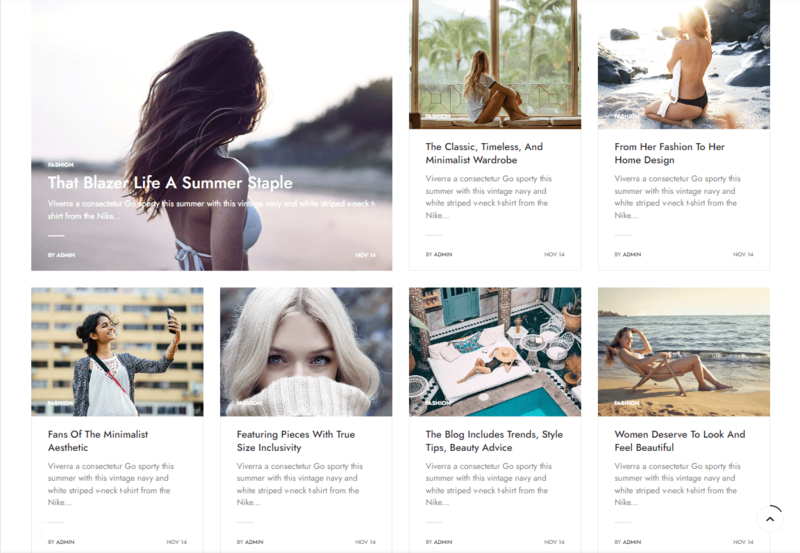 FASHION
That Blazer Life A Summer Staple
Viverra a consectetur Go sporty this summer with this vintage navy and white striped v-neck t-
shirt from the Nike...
BY ADMIN
NOV 14
FASHION
The Classic, Timeless, And
Minimalist Wardrobe
Viverra a consectetur Go sporty this
summer with this vintage navy and
white striped v-neck t-shirt from the
Nike...
BY ADMIN
NOV 14
FASHION
From Her Fashion To Her
Home Design
Viverra a consectetur Go sporty this
summer with this vintage navy and
white striped v-neck t-shirt from the
Nike...
BY ADMIN
NOV 14
FASHION
Fans Of The Minimalist
Aesthetic
Viverra a consectetur Go sporty this
summer with this vintage navy and
white striped v-neck t-shirt from the
Nike...
BY ADMIN
NOV 14
FASHION
Featuring Pieces With True
Size Inclusivity
Viverra a consectetur Go sporty this
summer with this vintage navy and
white striped v-neck t-shirt from the
Nike...
BY ADMIN
NOV 14
FASHION
The Blog Includes Trends, Style
Tips, Beauty Advice
Viverra a consectetur Go sporty this
summer with this vintage navy and
white striped v-neck t-shirt from the
Nike...
BY ADMIN
NOV 14
FASHION
Women Deserve To Look And
Feel Beautiful
Viverra a consectetur Go sporty this
summer with this vintage navy and
white striped v-neck t-shirt from the
Nike...
BY ADMIN
NOV 14